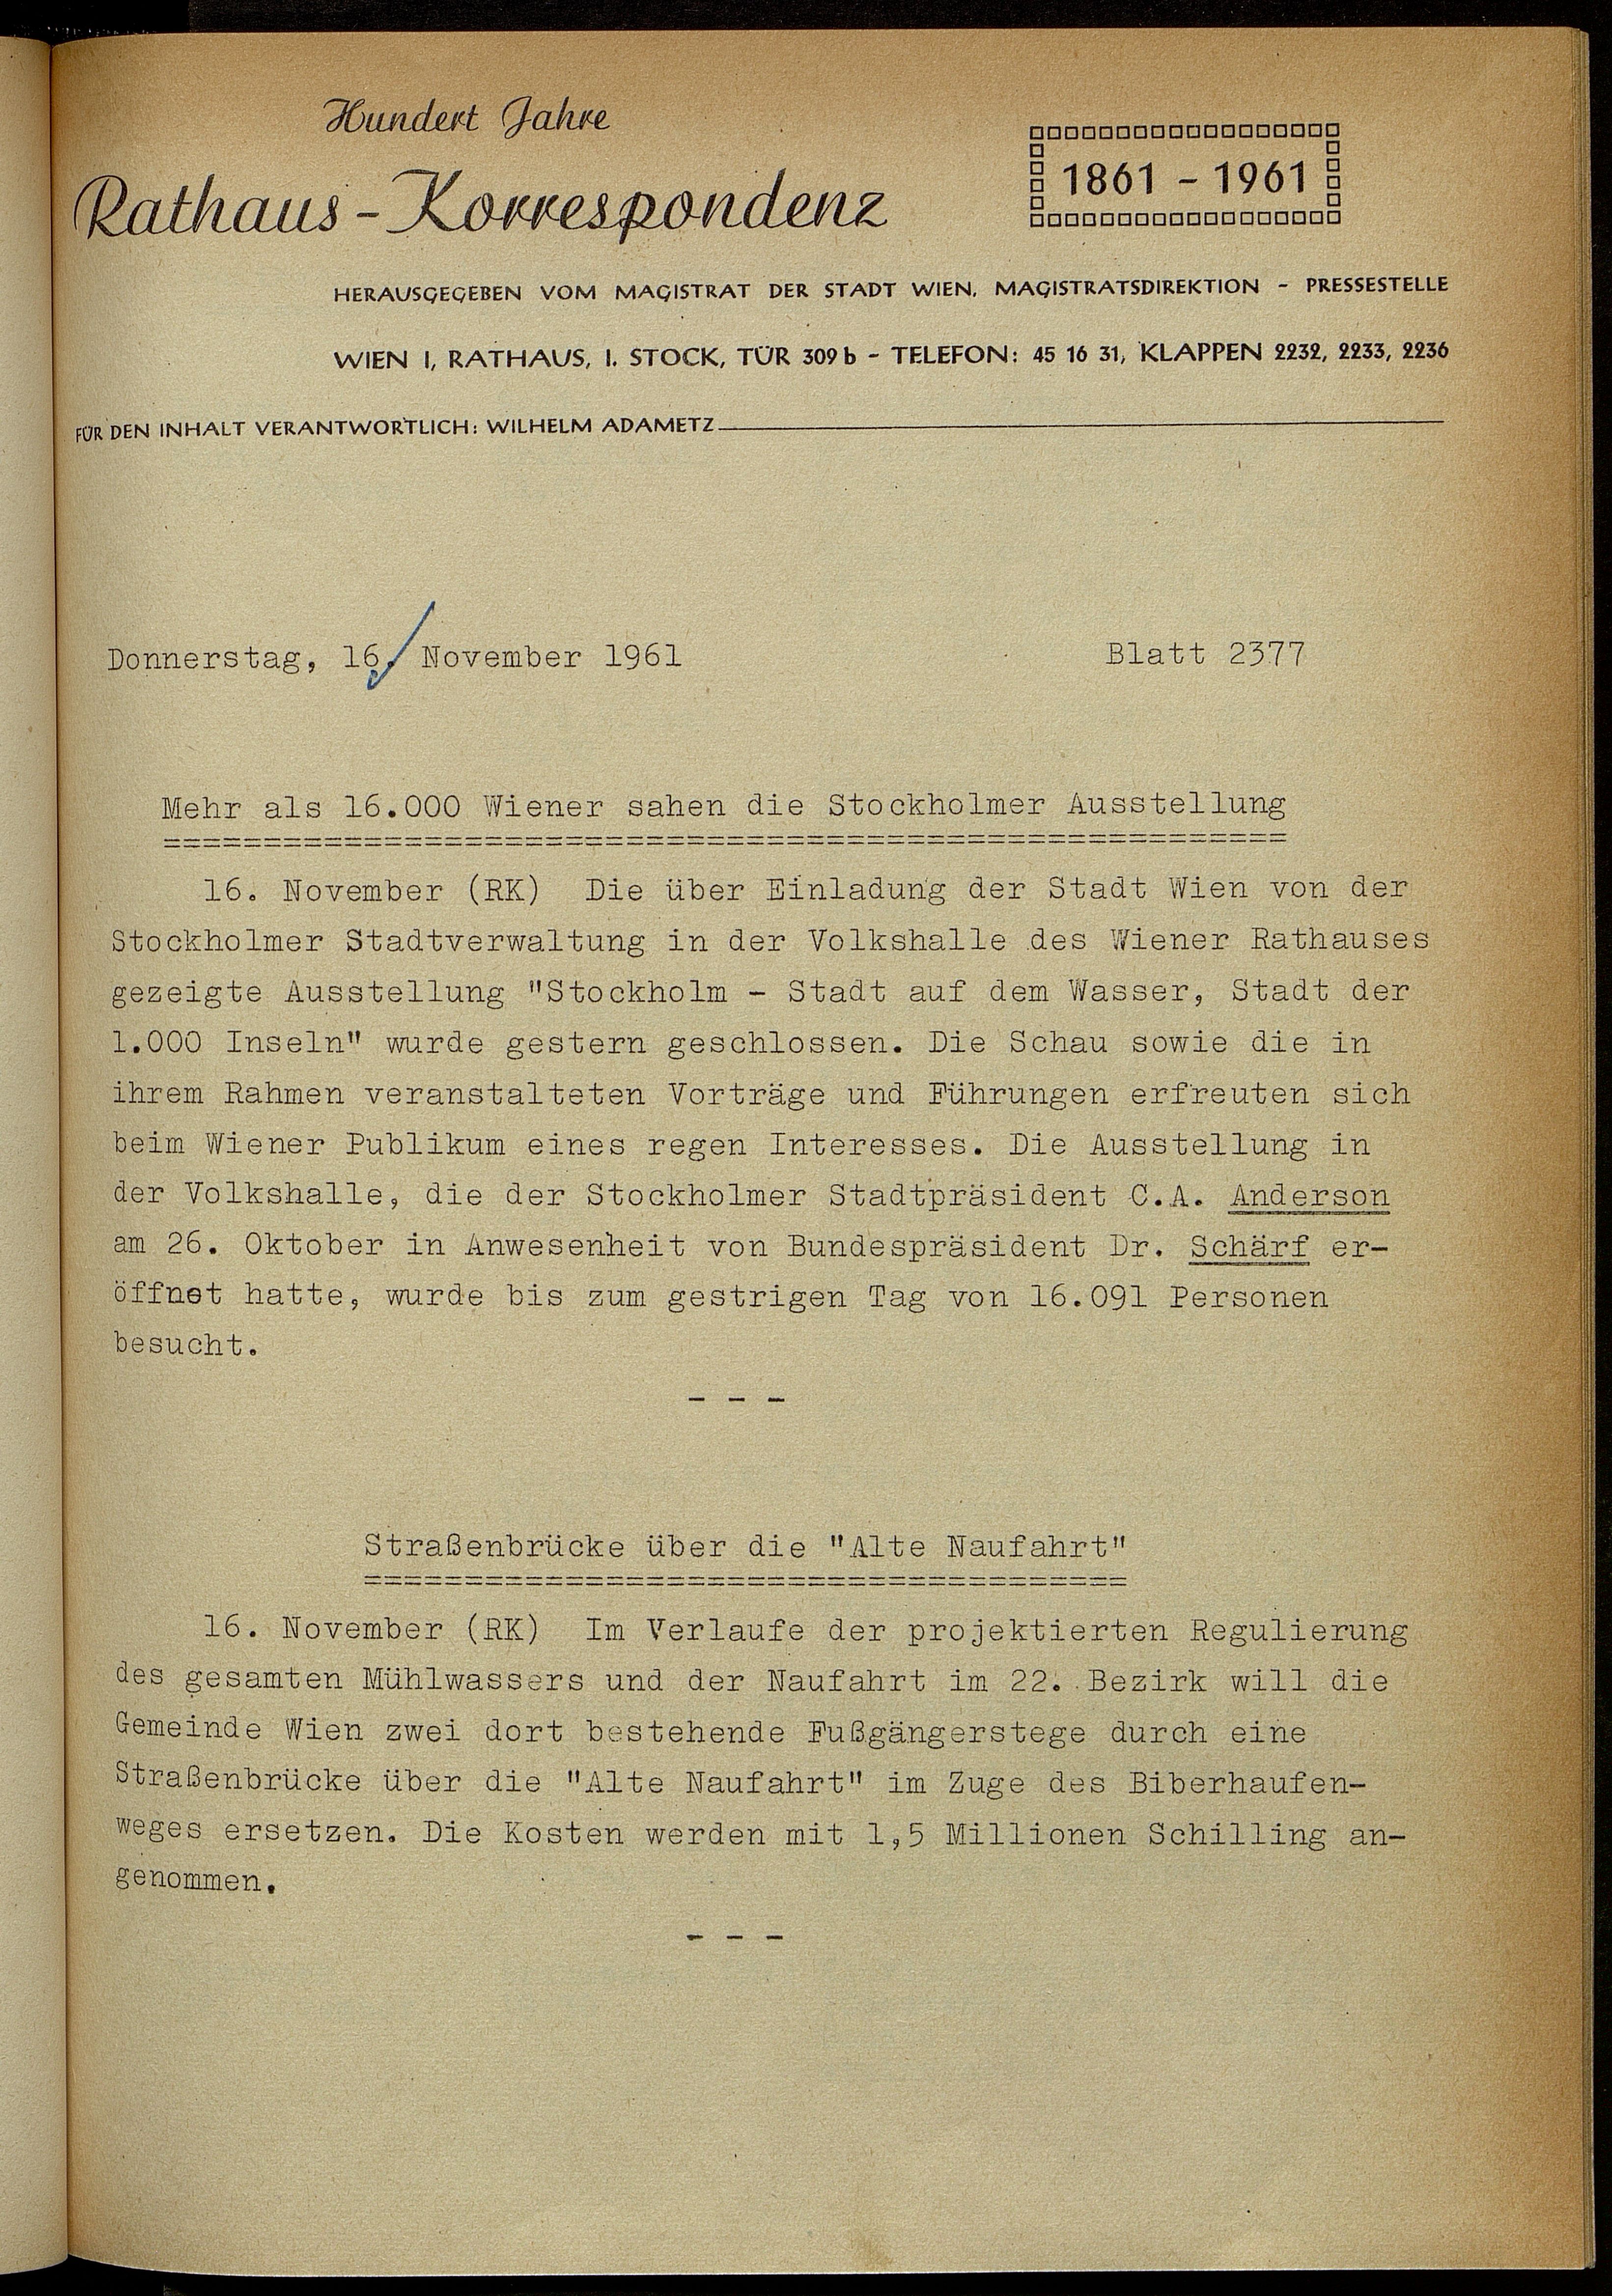 Hundert Jahre
Rathaus-Korrespondenz
1861 - 1961
HERAUSGEGEBEN VOM MAGISTRAT DER STADT WIEN, MAGISTRATSDIREKTION - PRESSESTELLE
WIEN I, RATHAUS, I. STOCK, TÜR 309 b - TELEFON: 45 16 31, KLAPPEN 2232, 2233, 2236
FÜR DEN INHALT VERANTWORTLICH: WILHELM ADAMETZ
Donnerstag, 16. November 1961 Blatt 2377
Mehr als 16.000 Wiener sahen die Stockholmer Ausstellung
========================================================
16. November (RK) Die über Einladung der Stadt Wien von der
Stockholmer Stadtverwaltung in der Volkshalle des Wiener Rathauses
gezeigte Ausstellung "Stockholm - Stadt auf dem Wasser, Stadt der
1.000 Inseln" wurde gestern geschlossen. Die Schau sowie die in
ihrem Rahmen veranstalteten Vorträge und Führungen erfreuten sich
beim Wiener Publikum eines regen Interesses. Die Ausstellung in
der Volkshalle, die der Stockholmer Stadtpräsident C.A. Anderson
am 26. Oktober in Anwesenheit von Bundespräsident Dr. Schärf er-
öffnet hatte, wurde bis zum gestrigen Tag von 16.091 Personen
besucht.
- - -
Straßenbrücke über die "Alte Naufahrt"
======================================
16. November (RK) Im Verlaufe der projektierten Regulierung
des gesamten Mühlwassers und der Naufahrt im 22. Bezirk will die
Gemeinde Wien zwei dort bestehende Fußgängerstege durch eine
Straßenbrücke über die "Alte Naufahrt" im Zuge des Biberhaufen-
weges ersetzen. Die Kosten werden mit 1,5 Millionen Schilling an-
genommen.
- - -